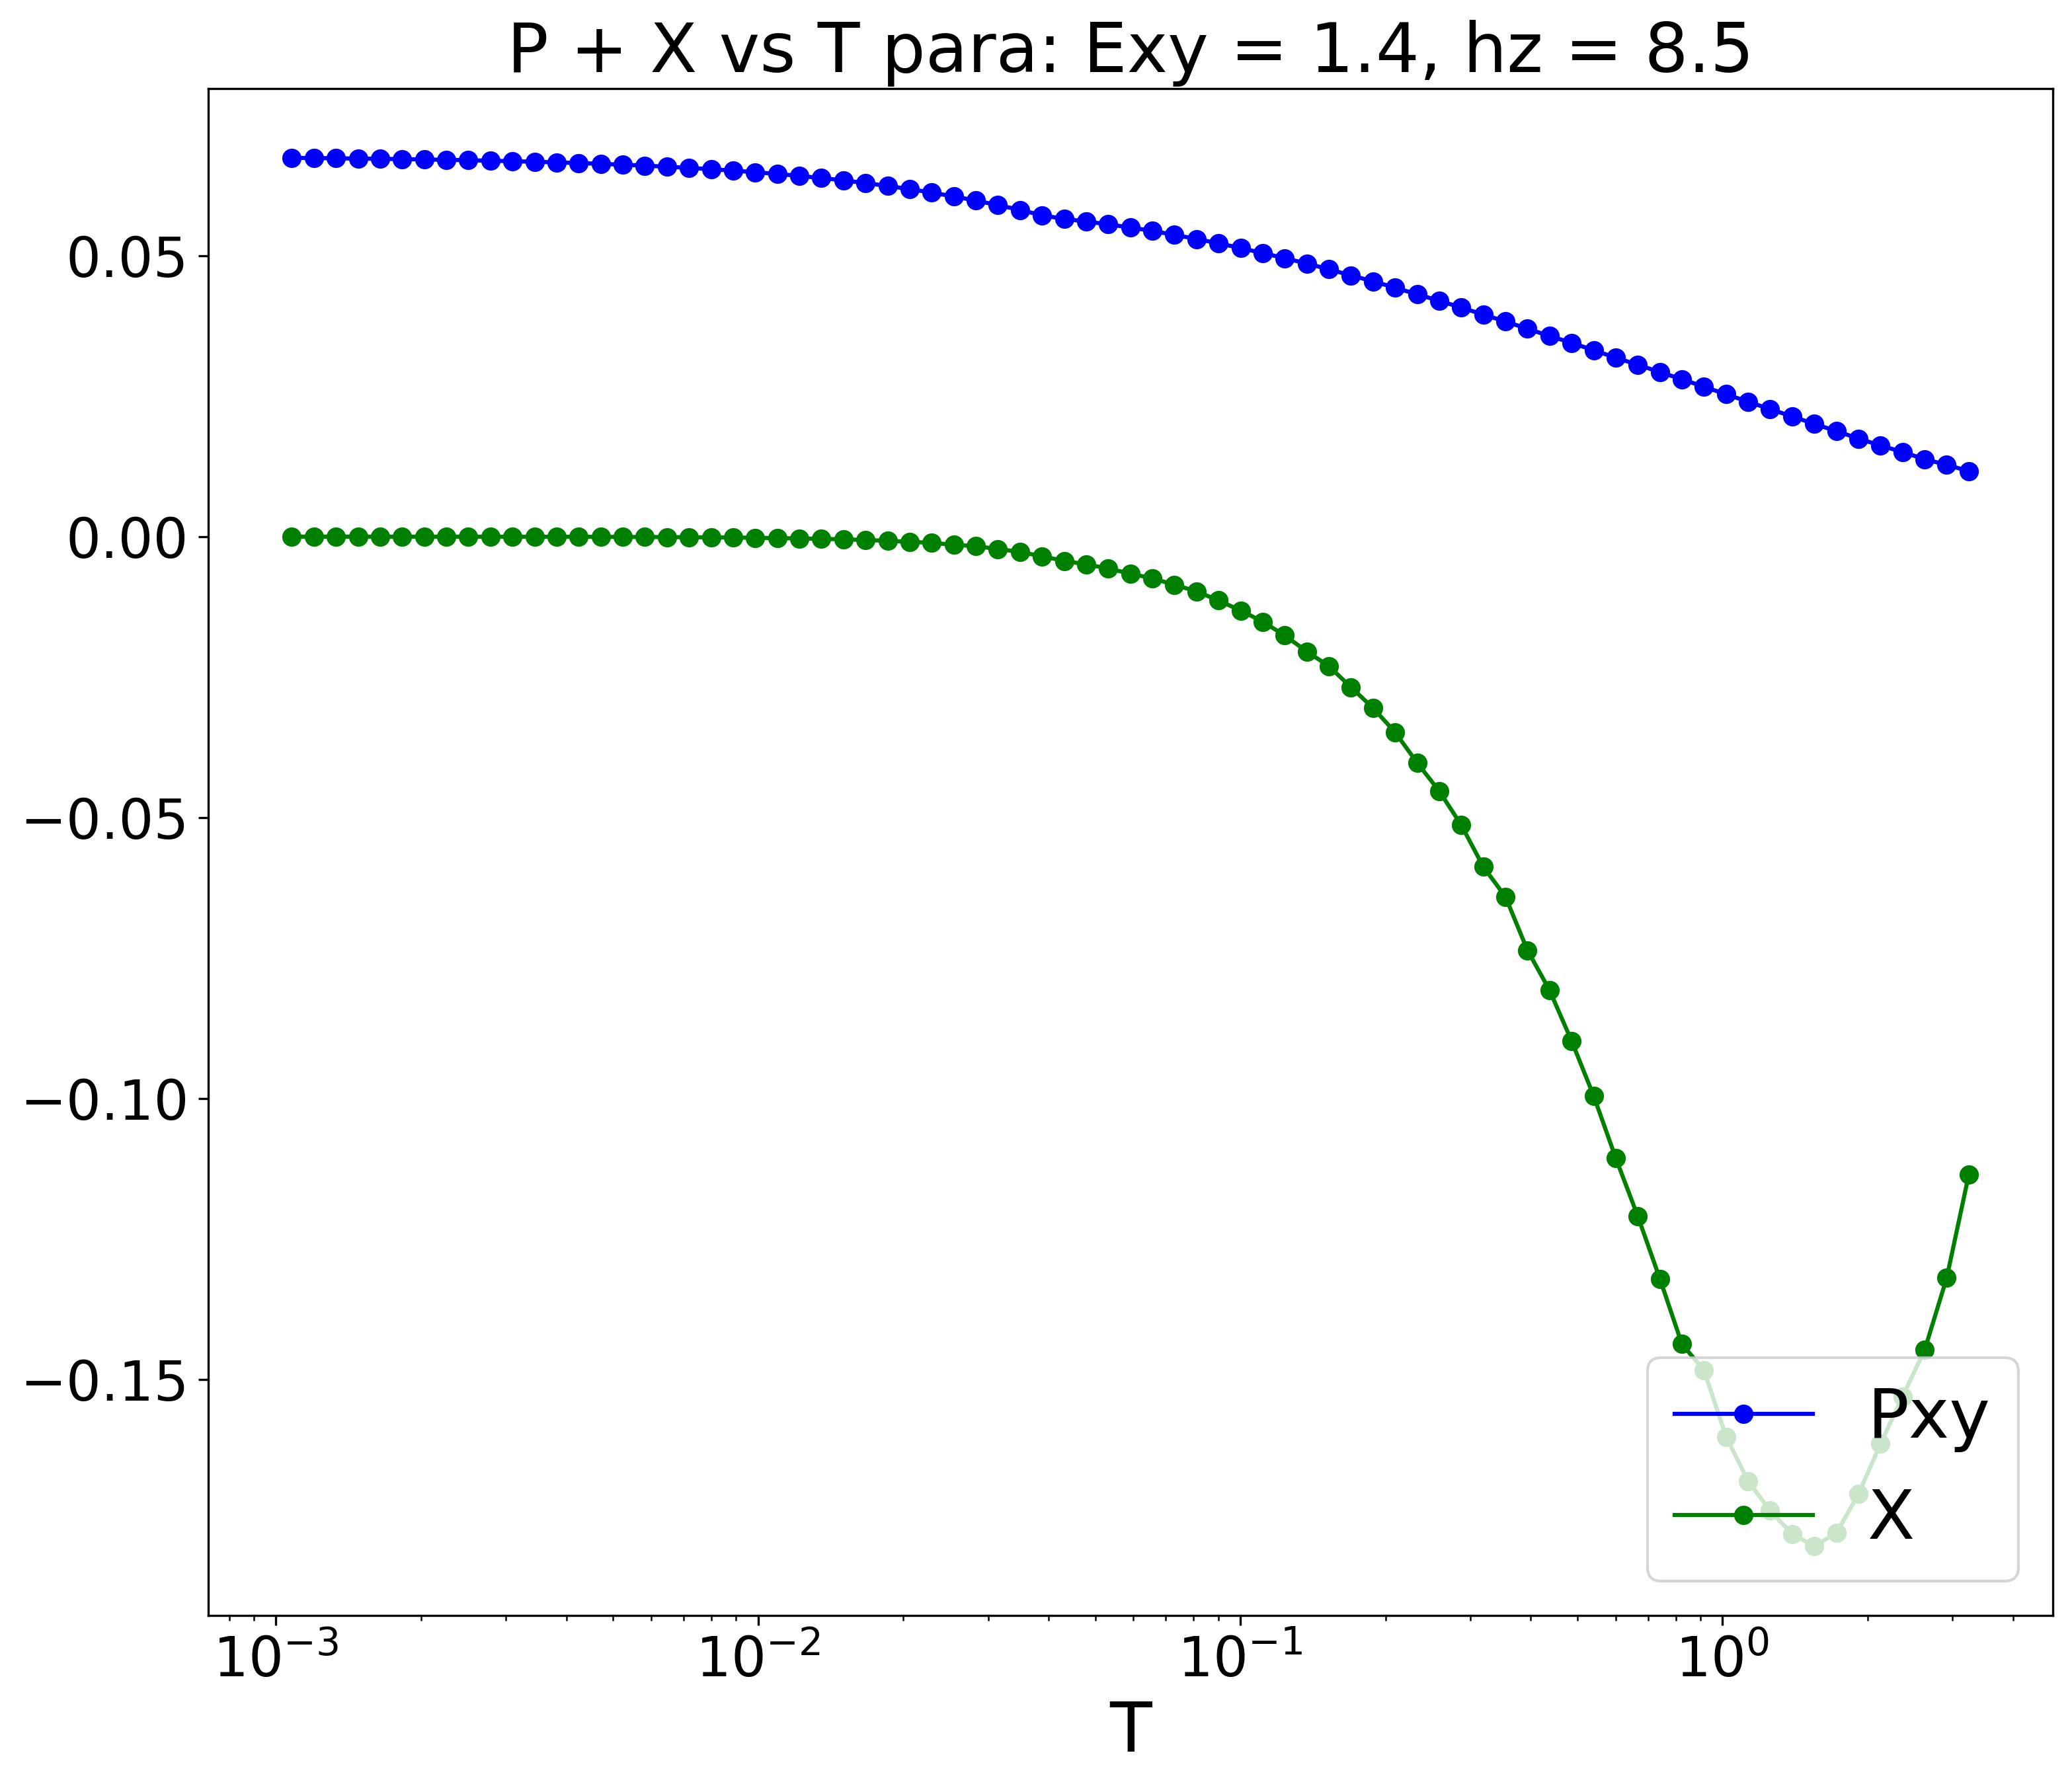 P + X vs T para: Exy = 1.4, hz = 8.5
0.05
0.00
−0.05
−0.10
−0.15
Pxy
X
10⁻³ 10⁻² 10⁻¹ 10⁰
T